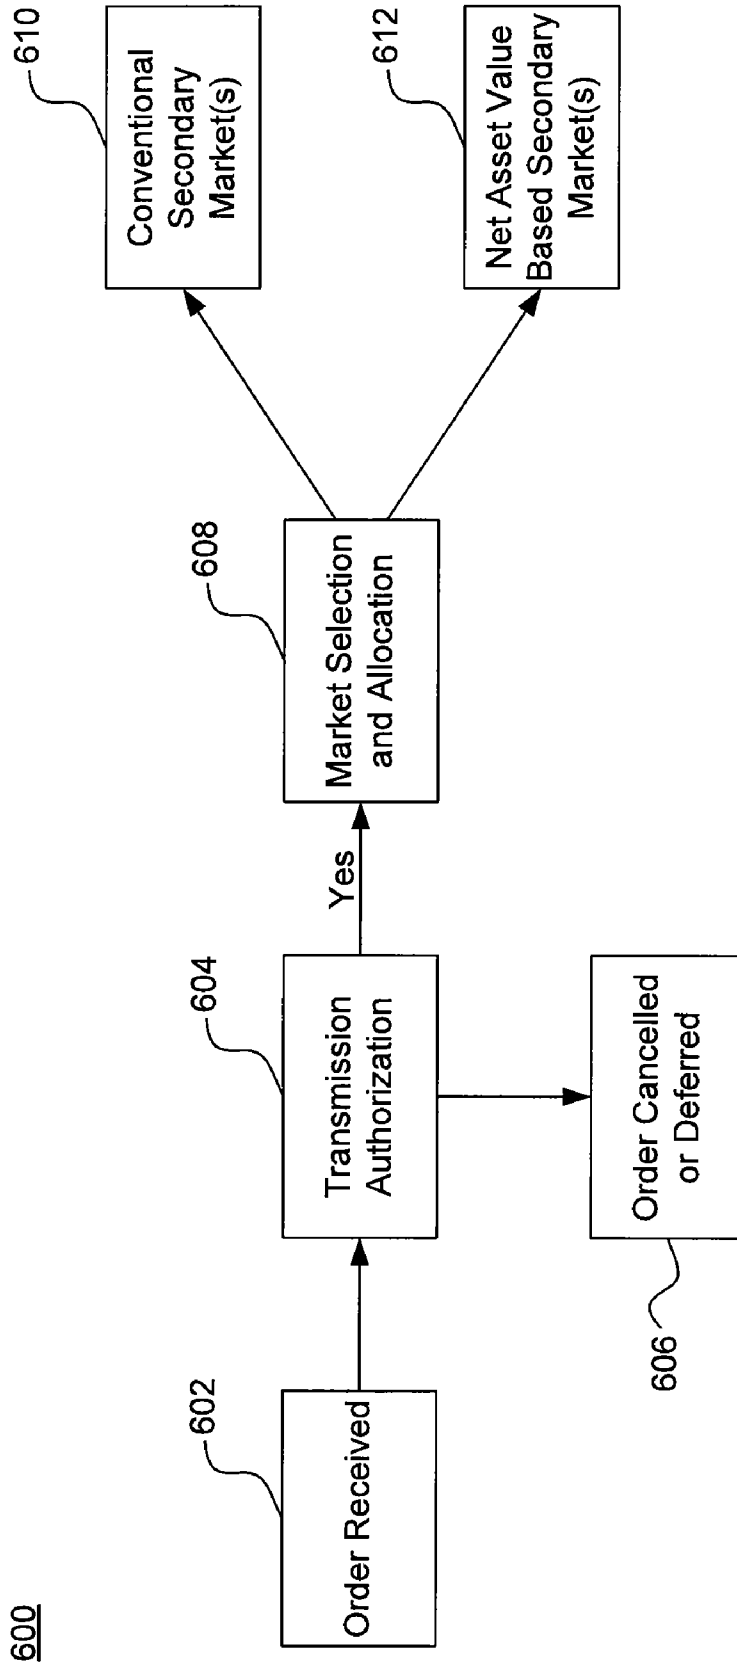 600
602
Order Received
604
Transmission
Authorization
Yes
606
Order Cancelled
or Deferred
608
Market Selection
and Allocation
610
Conventional
Secondary
Market(s)
612
Net Asset Value
Based Secondary
Market(s)